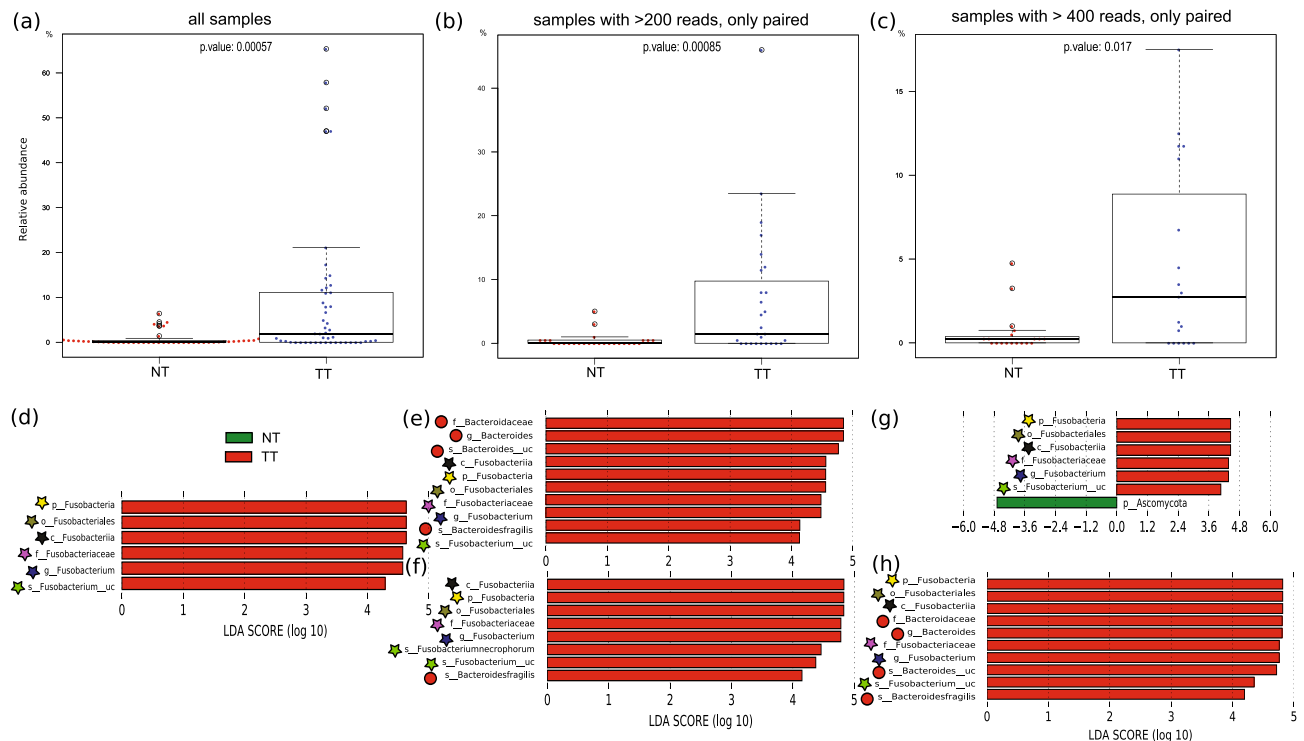 (a)
all samples
%
p.value: 0.00057
60
50
40
30
20
10
0
Relative abundance
NT
TT
(b)
samples with >200 reads, only paired
%
p.value: 0.00085
40
30
20
10
0
NT
TT
(c)
samples with > 400 reads, only paired
%
p.value: 0.017
15
10
5
0
NT
TT
(d)
NT
TT
p__Fusobacteria
o__Fusobacteriales
c__Fusobacteriia
f__Fusobacteriaceae
g__Fusobacterium
s__Fusobacterium__uc
0 1 2 3 4 5
LDA SCORE (log 10)
(e)
f__Bacteroidaceae
g__Bacteroides
s__Bacteroides__uc
c__Fusobacteriia
p__Fusobacteria
o__Fusobacteriales
f__Fusobacteriaceae
g__Fusobacterium
s__Bacteroidesfragilis
s__Fusobacterium__uc
0 1 2 3 4 5
(f)
c__Fusobacteriia
p__Fusobacteria
o__Fusobacteriales
f__Fusobacteriaceae
g__Fusobacterium
s__Fusobacteriumnecrophorum
s__Fusobacterium__uc
s__Bacteroidesfragilis
0 1 2 3 4 5
LDA SCORE (log 10)
(g)
p__Fusobacteria
o__Fusobacteriales
c__Fusobacteriia
f__Fusobacteriaceae
g__Fusobacterium
s__Fusobacterium__uc
p__Ascomycota
−6.0 −4.8 −3.6 −2.4 −1.2 0.0 1.2 2.4 3.6 4.8 6.0
(h)
p__Fusobacteria
o__Fusobacteriales
c__Fusobacteriia
f__Bacteroidaceae
g__Bacteroides
f__Fusobacteriaceae
g__Fusobacterium
s__Bacteroides__uc
s__Fusobacterium__uc
s__Bacteroidesfragilis
0 1 2 3 4 5
LDA SCORE (log 10)